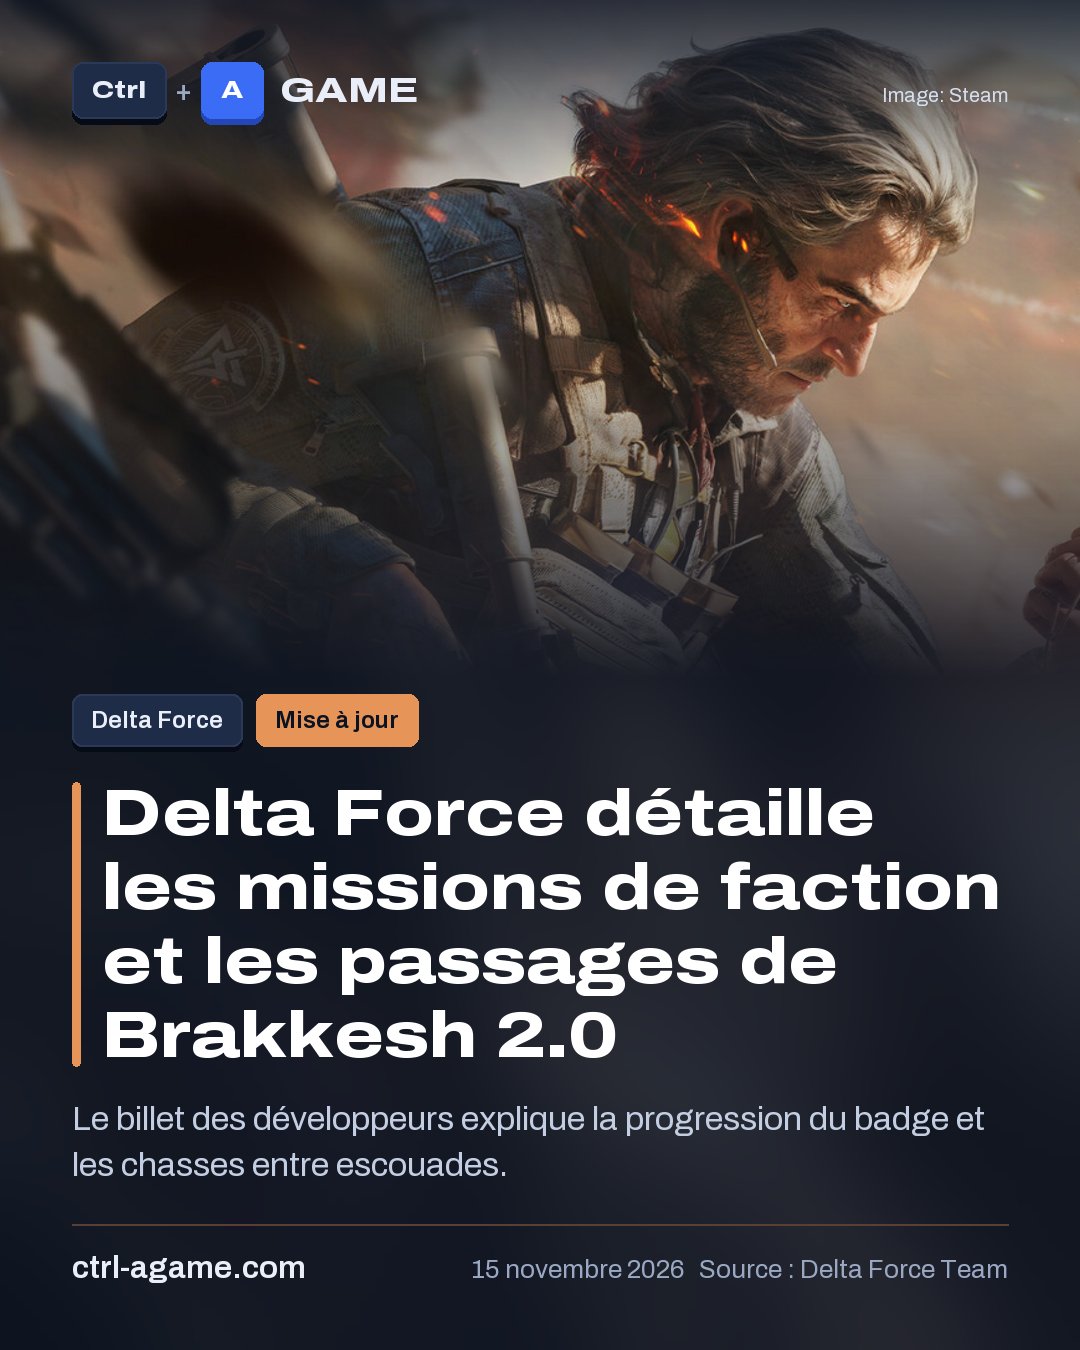 Ctrl + A GAME
Image: Steam
Delta Force
Mise à jour
Delta Force détaille
les missions de faction
et les passages de
Brakkesh 2.0
Le billet des développeurs explique la progression du badge et
les chasses entre escouades.
ctrl-agame.com
15 novembre 2026 Source : Delta Force Team